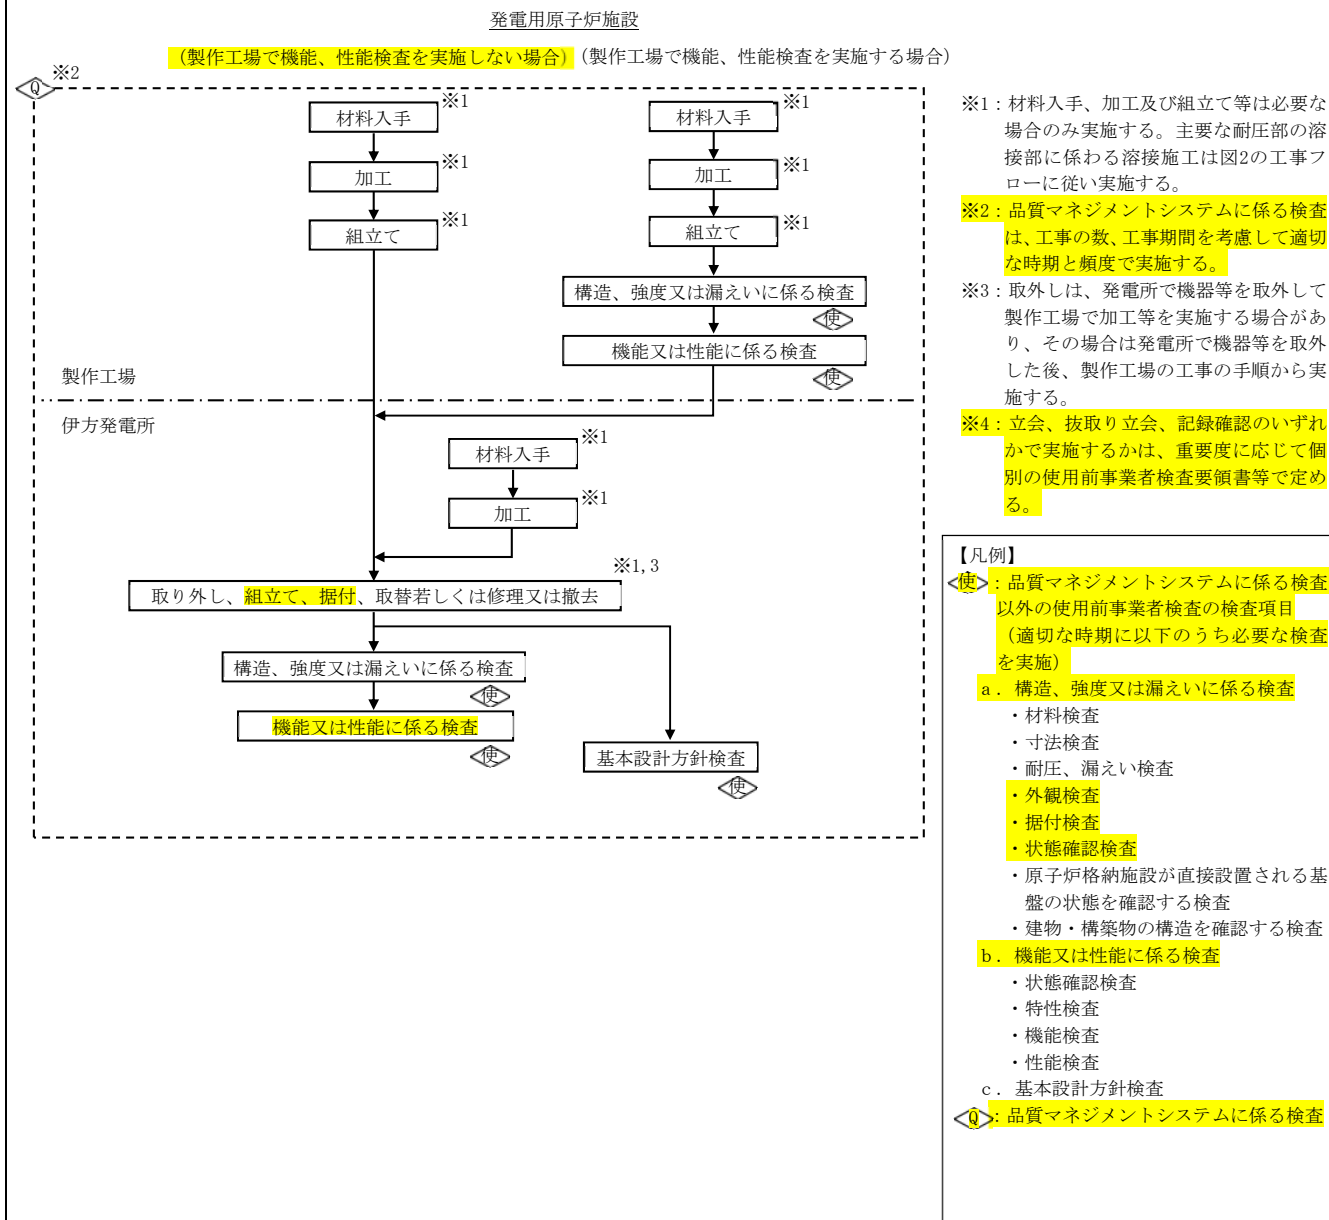 発電用原子炉施設
(製作工場で機能、性能検査を実施しない場合)
(製作工場で機能、性能検査を実施する場合)
Q
※2
材料入手
※1
加工
※1
組立て
※1
材料入手
※1
加工
※1
組立て
※1
構造、強度又は漏えいに係る検査
使
機能又は性能に係る検査
使
製作工場
伊方発電所
材料入手
※1
加工
※1
※1,3
取り外し、組立て、据付、取替若しくは修理又は撤去
構造、強度又は漏えいに係る検査
使
機能又は性能に係る検査
使
基本設計方針検査
使
※1：材料入手、加工及び組立て等は必要な
場合のみ実施する。主要な耐圧部の溶
接部に係わる溶接施工は図2の工事フ
ローに従い実施する。
※2：品質マネジメントシステムに係る検査
は、工事の数、工事期間を考慮して適切
な時期と頻度で実施する。
※3：取外しは、発電所で機器等を取外して
製作工場で加工等を実施する場合があ
り、その場合は発電所で機器等を取外
した後、製作工場の工事の手順から実
施する。
※4：立会、抜取り立会、記録確認のいずれ
かで実施するかは、重要度に応じて個
別の使用前事業者検査要領書等で定め
る。
【凡例】
使：品質マネジメントシステムに係る検査
以外の使用前事業者検査の検査項目
（適切な時期に以下のうち必要な検査
を実施）
a．構造、強度又は漏えいに係る検査
・材料検査
・寸法検査
・耐圧、漏えい検査
・外観検査
・据付検査
・状態確認検査
・原子炉格納施設が直接設置される基
盤の状態を確認する検査
・建物・構築物の構造を確認する検査
b．機能又は性能に係る検査
・状態確認検査
・特性検査
・機能検査
・性能検査
c．基本設計方針検査
Q：品質マネジメントシステムに係る検査